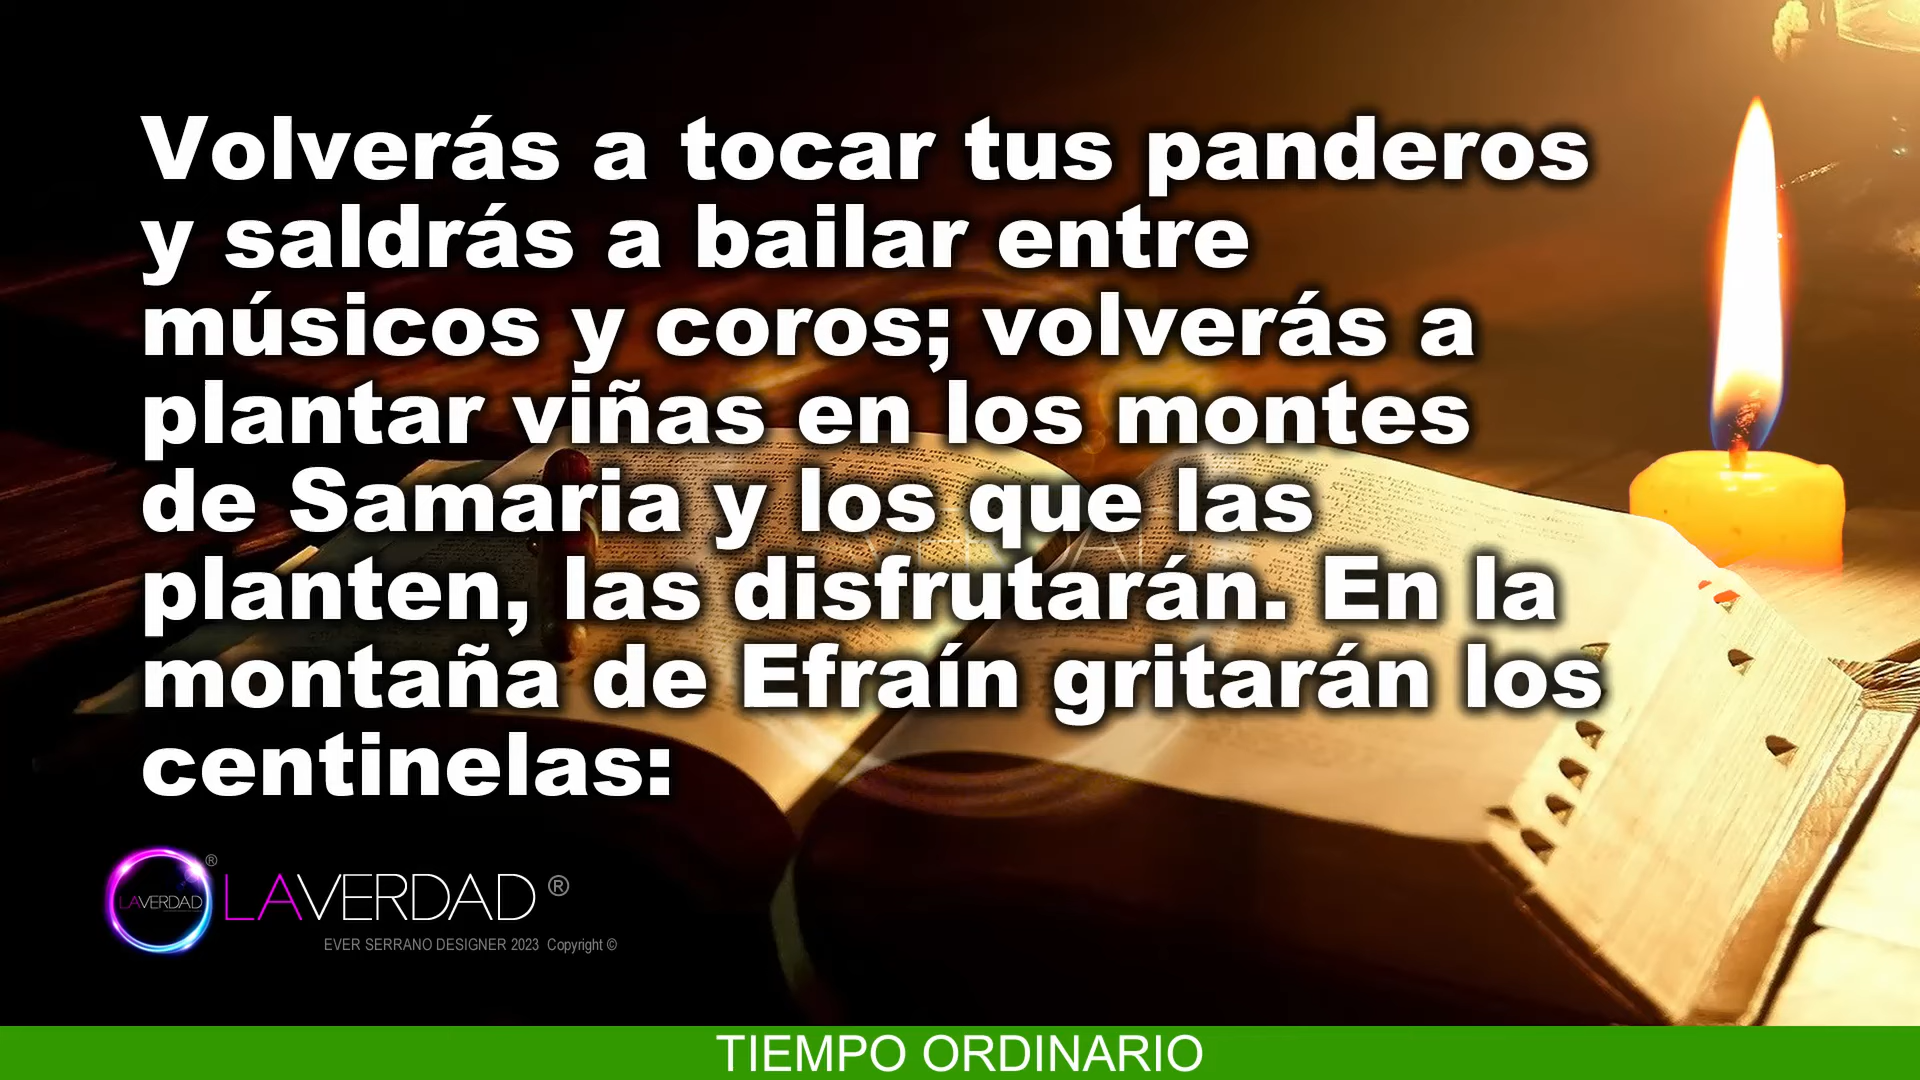 Volverás a tocar tus panderos
y saldrás a bailar entre
músicos y coros; volverás a
plantar viñas en los montes
de Samaria y los que las
planten, las disfrutarán. En la
montaña de Efraín gritarán los
centinelas:
LAVERDAD ®
LAVERDAD ®
EVER SERRANO DESIGNER 2023 Copyright ©
TIEMPO ORDINARIO